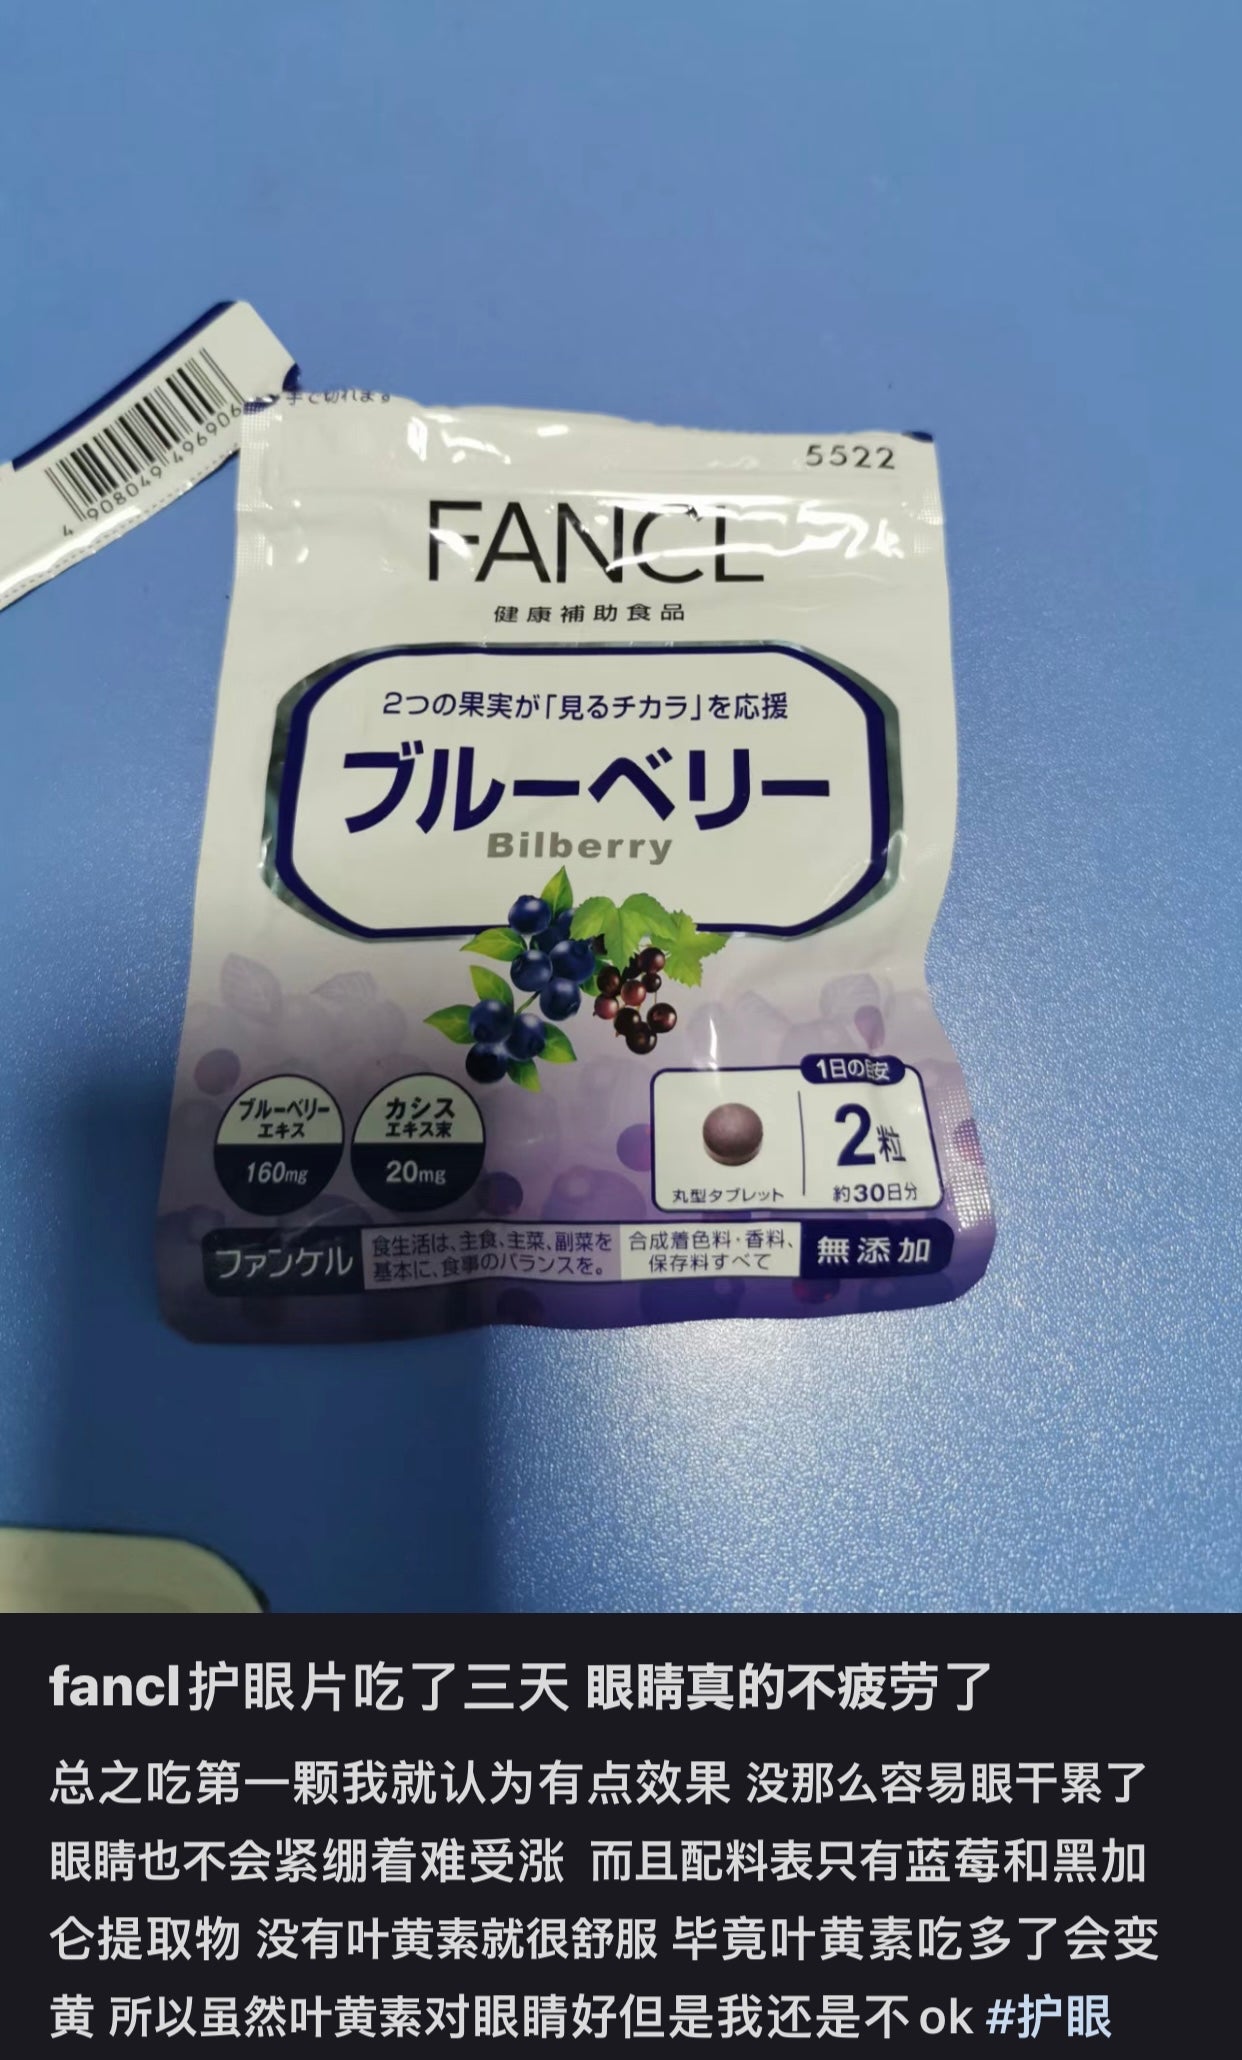 手で切れます
4 908049 496906
5522
FANCL
健康補助食品
2つの果実が「見るチカラ」を応援
ブルーベリー
Bilberry
ブルーベリー
エキス
160mg
カシス
エキス末
20mg
1日の目安
2粒
丸型タブレット
約30日分
ファンケル
食生活は、主食、主菜、副菜を
基本に、食事のバランスを。
合成着色料・香料、
保存料すべて
無添加
fancl护眼片吃了三天 眼睛真的不疲劳了
总之吃第一颗我就认为有点效果 没那么容易眼干累了
眼睛也不会紧绷着难受涨 而且配料表只有蓝莓和黑加
仑提取物 没有叶黄素就很舒服 毕竟叶黄素吃多了会变
黄 所以虽然叶黄素对眼睛好但是我还是不ok #护眼